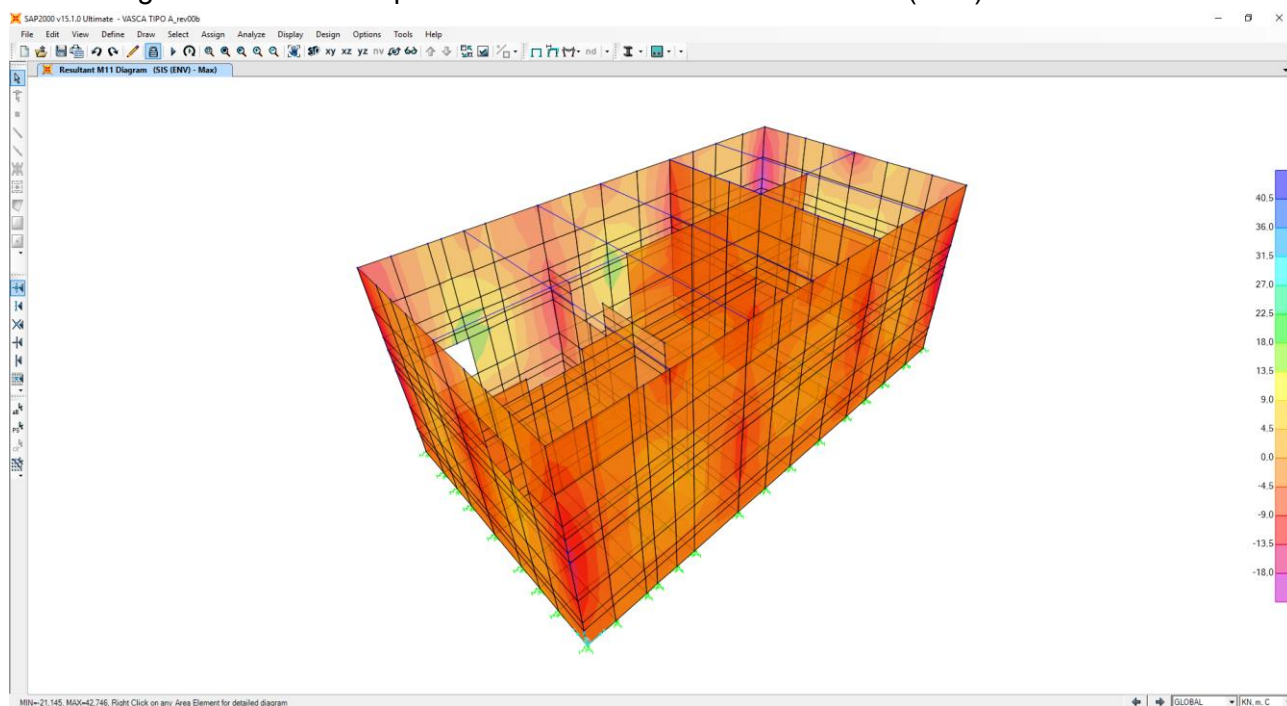 SAP2000 v15.1.0 Ultimate - VASCA TIPO A_rev00b
File Edit View Define Draw Select Assign Analyze Display Design Options Tools Help
xy xz yz nv nd
Resultant M11 Diagram (SIS (ENV) - Max)
40.5
36.0
31.5
27.0
22.5
18.0
13.5
9.0
4.5
0.0
-4.5
-9.0
-13.5
-18.0
MIN=-21.145, MAX=42.746, Right Click on any Area Element for detailed diagram
GLOBAL KN, m, C